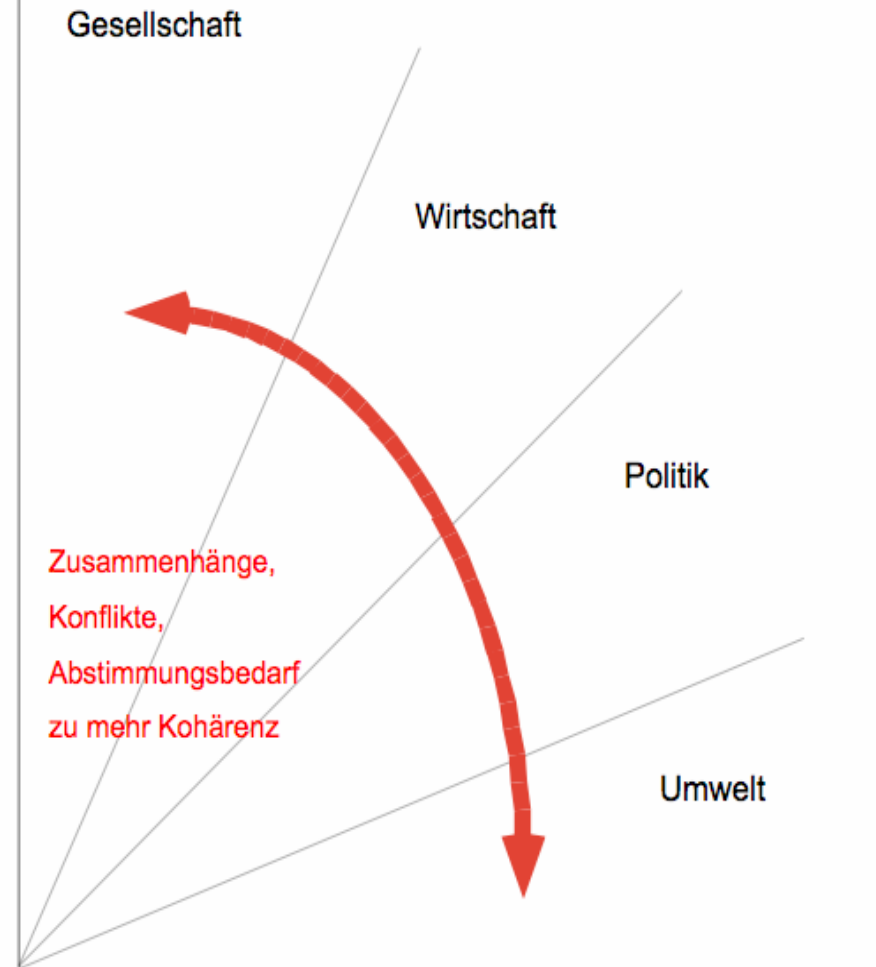 Gesellschaft
Wirtschaft
Politik
Zusammenhänge,
Konflikte,
Abstimmungsbedarf
zu mehr Kohärenz
Umwelt